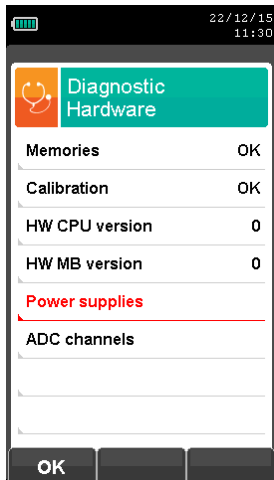 22/12/15
11:30
Diagnostic
Hardware
Memories OK
Calibration OK
HW CPU version 0
HW MB version 0
Power supplies
ADC channels
OK